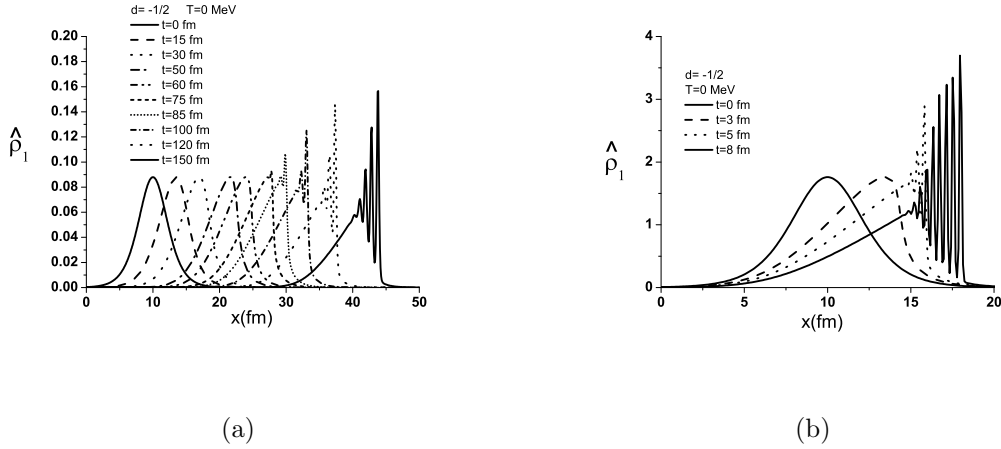 d= -1/2 T=0 MeV
t=0 fm
t=15 fm
t=30 fm
t=50 fm
t=60 fm
t=75 fm
t=85 fm
t=100 fm
t=120 fm
t=150 fm
0.20
0.18
0.16
0.14
0.12
0.10
0.08
0.06
0.04
0.02
0.00
ρ̂₁
0 10 20 30 40 50
x(fm)
(a)
d= -1/2
T=0 MeV
t=0 fm
t=3 fm
t=5 fm
t=8 fm
4
3
2
1
0
ρ̂₁
0 5 10 15 20
x(fm)
(b)